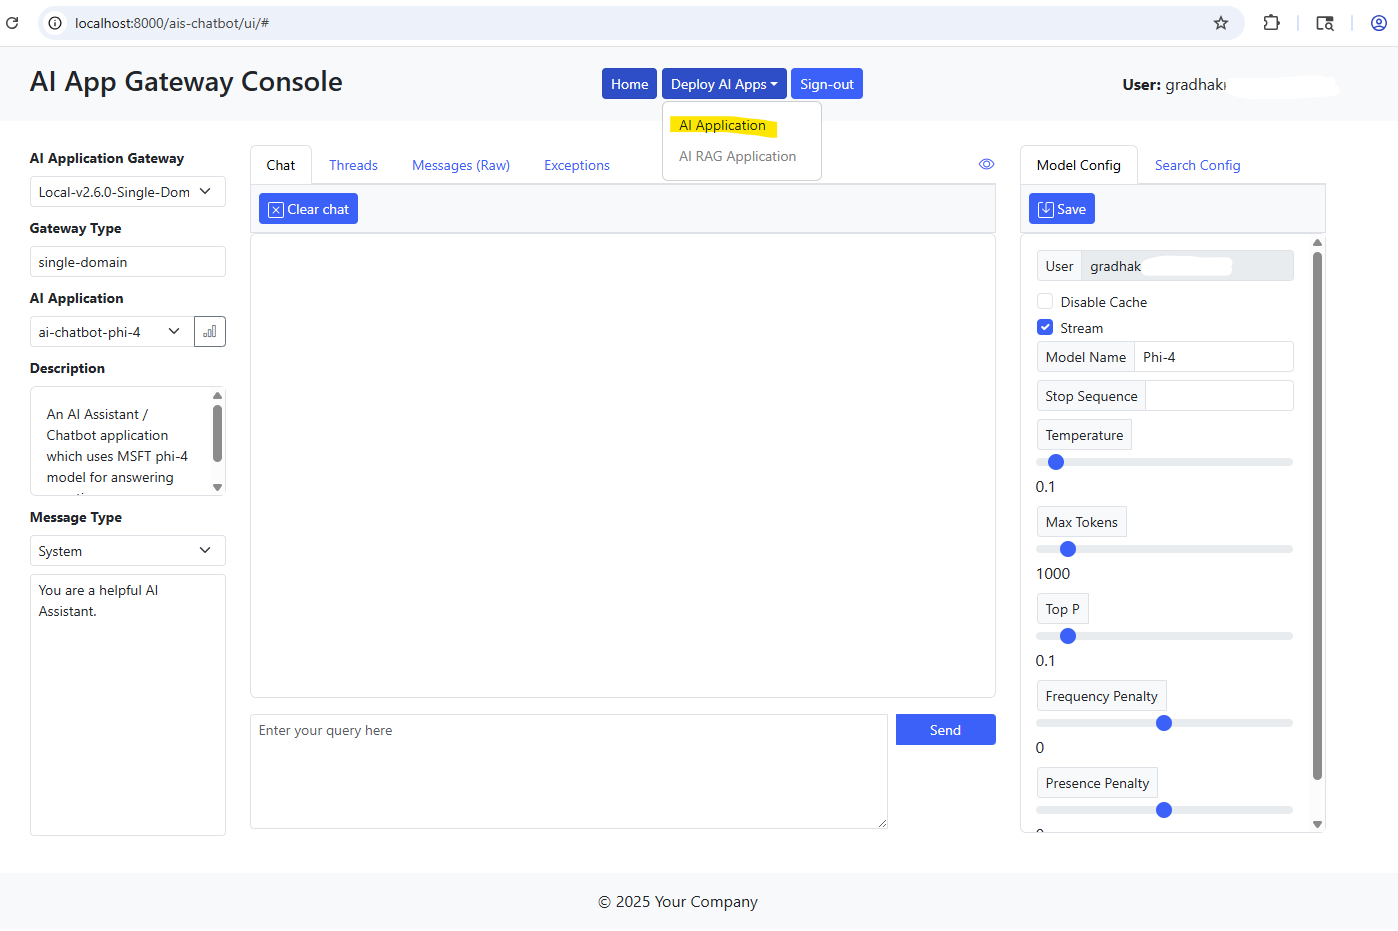 localhost:8000/ais-chatbot/ui/#
AI App Gateway Console
Home
Deploy AI Apps
Sign-out
User: gradhak
AI Application
AI RAG Application
AI Application Gateway
Local-v2.6.0-Single-Dom
Gateway Type
single-domain
AI Application
ai-chatbot-phi-4
Description
An AI Assistant /
Chatbot application
which uses MSFT phi-4
model for answering
Message Type
System
You are a helpful AI
Assistant.
Chat
Threads
Messages (Raw)
Exceptions
Clear chat
Enter your query here
Send
Model Config
Search Config
Save
User gradhak
Disable Cache
Stream
Model Name Phi-4
Stop Sequence
Temperature
0.1
Max Tokens
1000
Top P
0.1
Frequency Penalty
0
Presence Penalty
© 2025 Your Company